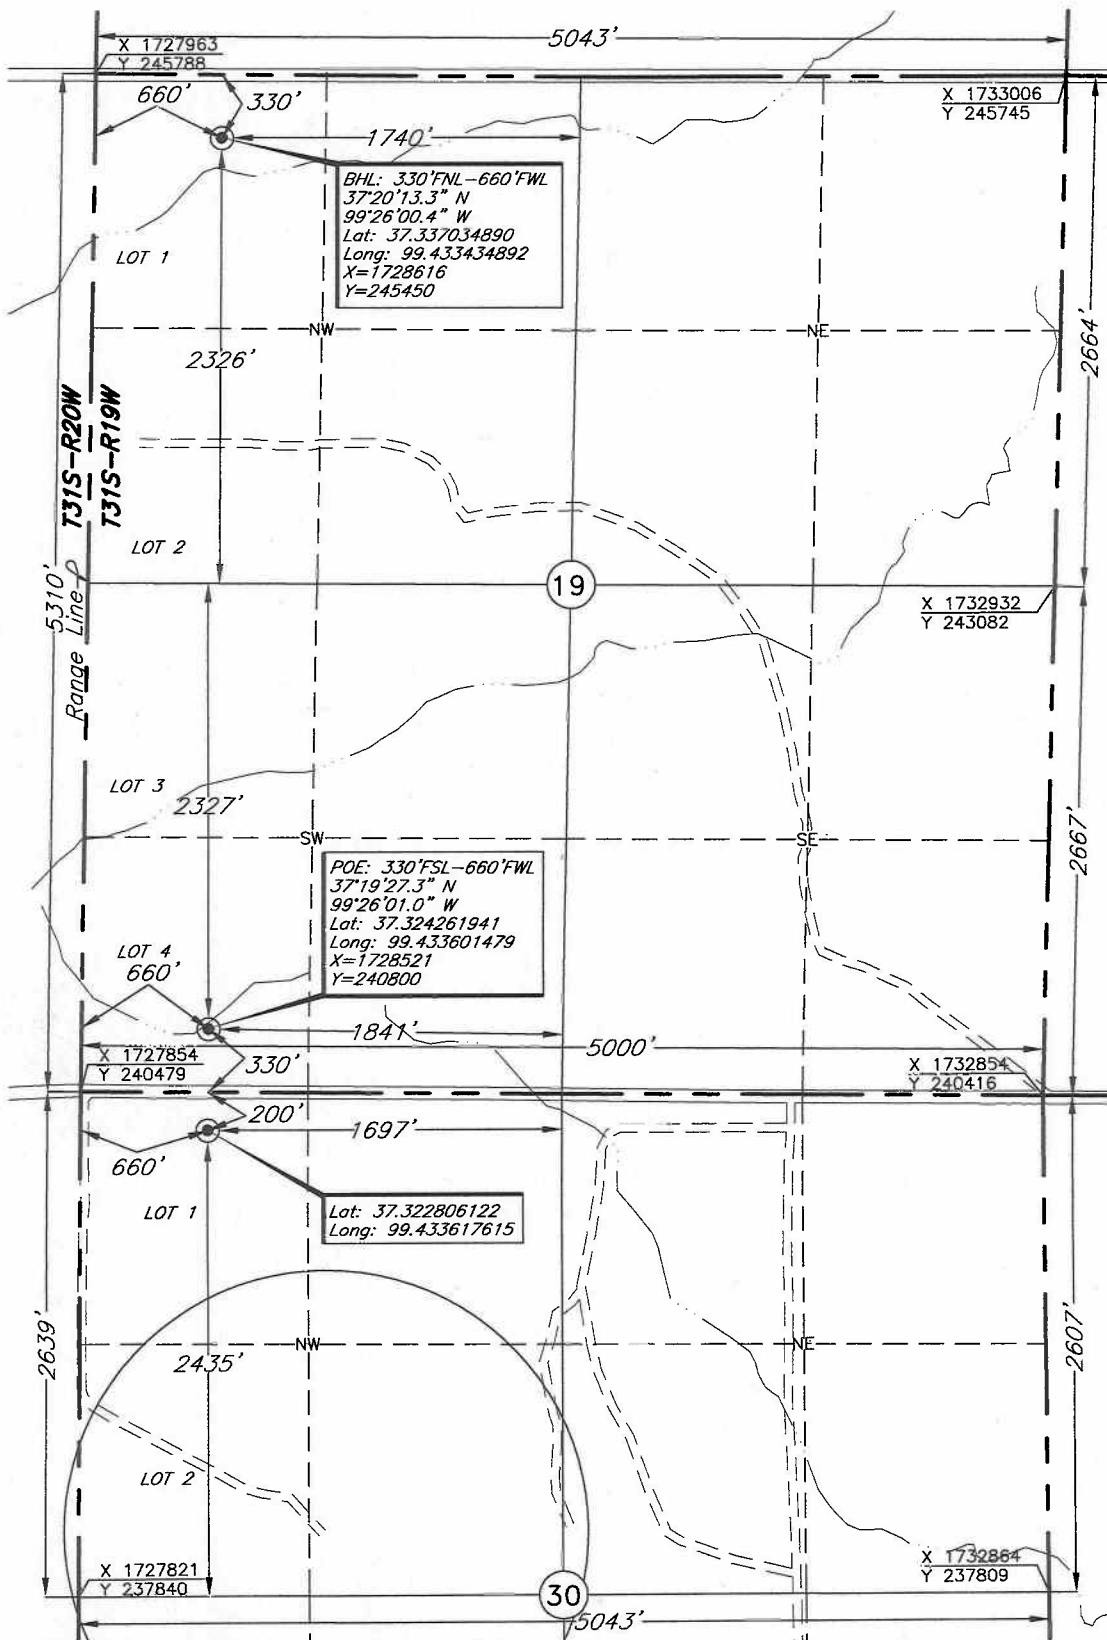 5043'
X 1727963
Y 245788
660'
330'
X 1733006
Y 245745
1740'
BHL: 330'FNL-660'FWL
37°20'13.3" N
99°26'00.4" W
Lat: 37.337034890
Long: 99.433434892
X=1728616
Y=245450
LOT 1
NW
NE
2326'
2664'
T31S-R20W
T31S-R19W
LOT 2
5310'
Range Line
19
X 1732932
Y 243082
LOT 3
2327'
SW
SE
2667'
POE: 330'FSL-660'FWL
37°19'27.3" N
99°26'01.0" W
Lat: 37.324261941
Long: 99.433601479
X=1728521
Y=240800
LOT 4
660'
1841'
5000'
X 1727854
Y 240479
330'
X 1732854
Y 240416
200'
1697'
660'
LOT 1
Lat: 37.322806122
Long: 99.433617615
2639'
NW
NE
2435'
2607'
LOT 2
X 1727821
Y 237840
X 1732864
Y 237809
30
5043'